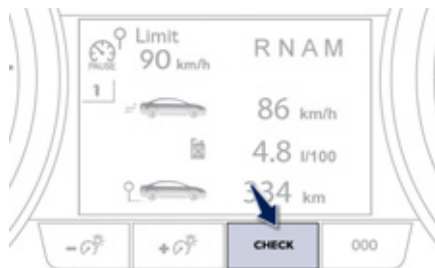 Limit
90 km/h
R N A M
PAUSE
1
86 km/h
4.8 l/100
334 km
- 
+ 
CHECK
000